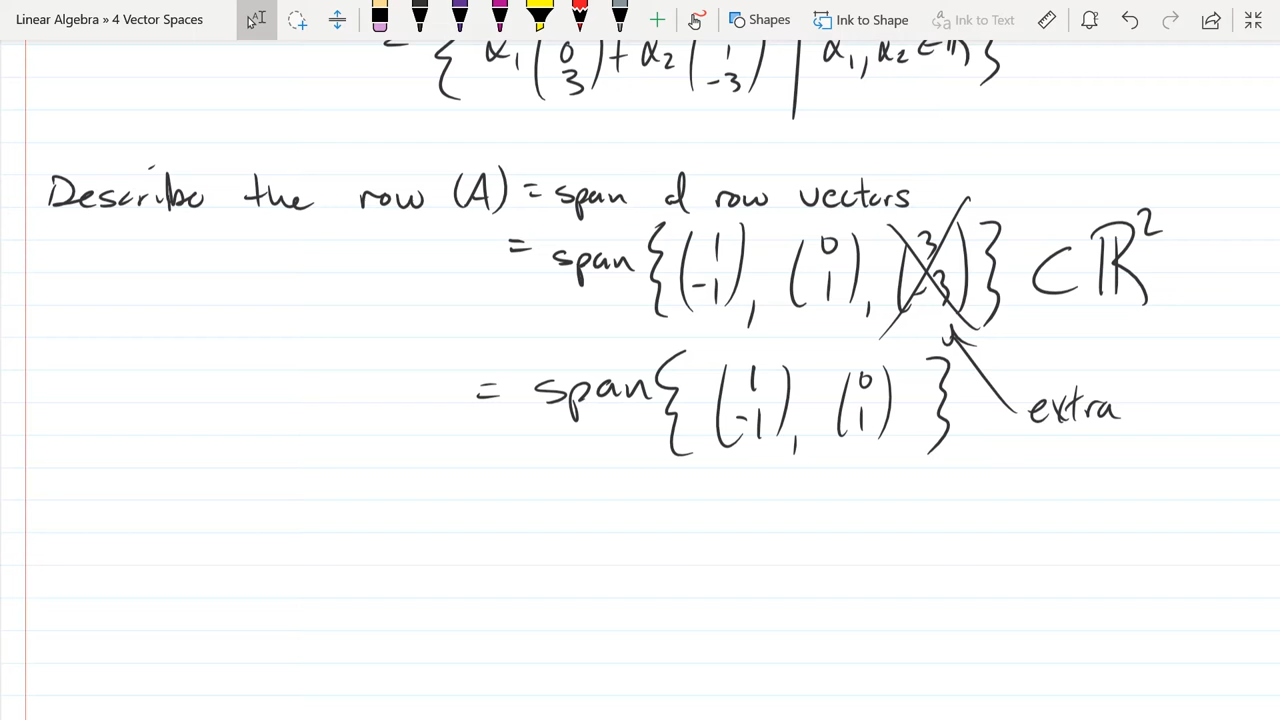 Linear Algebra » 4 Vector Spaces Shapes Ink to Shape Ink to Text
= { α₁ ( 0 3 ) + α₂ ( 1 -3 ) | α₁, α₂ ∈ ℝ }
Describe the row (A) = span of row vectors
= span { ( 1 -1 ), ( 0 1 ), ( 3 -3 ) } ⊂ ℝ²
= span { ( 1 -1 ), ( 0 1 ) } extra